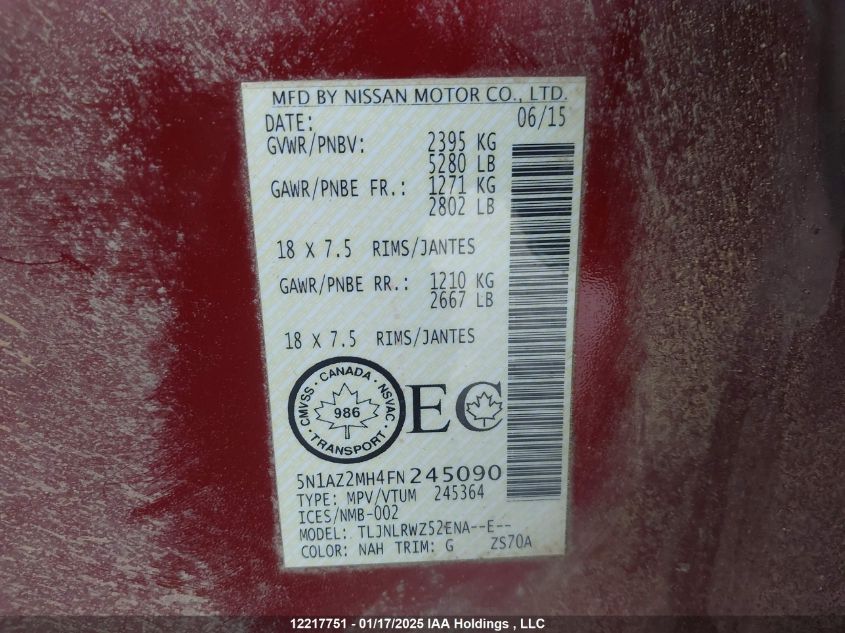 MFD BY NISSAN MOTOR CO., LTD.
DATE: 06/15
GVWR/PNBV: 2395 KG
5280 LB
GAWR/PNBE FR.: 1271 KG
2802 LB
18 X 7.5 RIMS/JANTES
GAWR/PNBE RR.: 1210 KG
2667 LB
18 X 7.5 RIMS/JANTES
CMVSS · CANADA · NSVAC · TRANSPORT ·
986
EC
5N1AZ2MH4FN245090
TYPE: MPV/VTUM 245364
ICES/NMB-002
MODEL: TLJNLRWZ52ENA--E--
COLOR: NAH TRIM: G ZS70A
12217751 - 01/17/2025 IAA Holdings , LLC